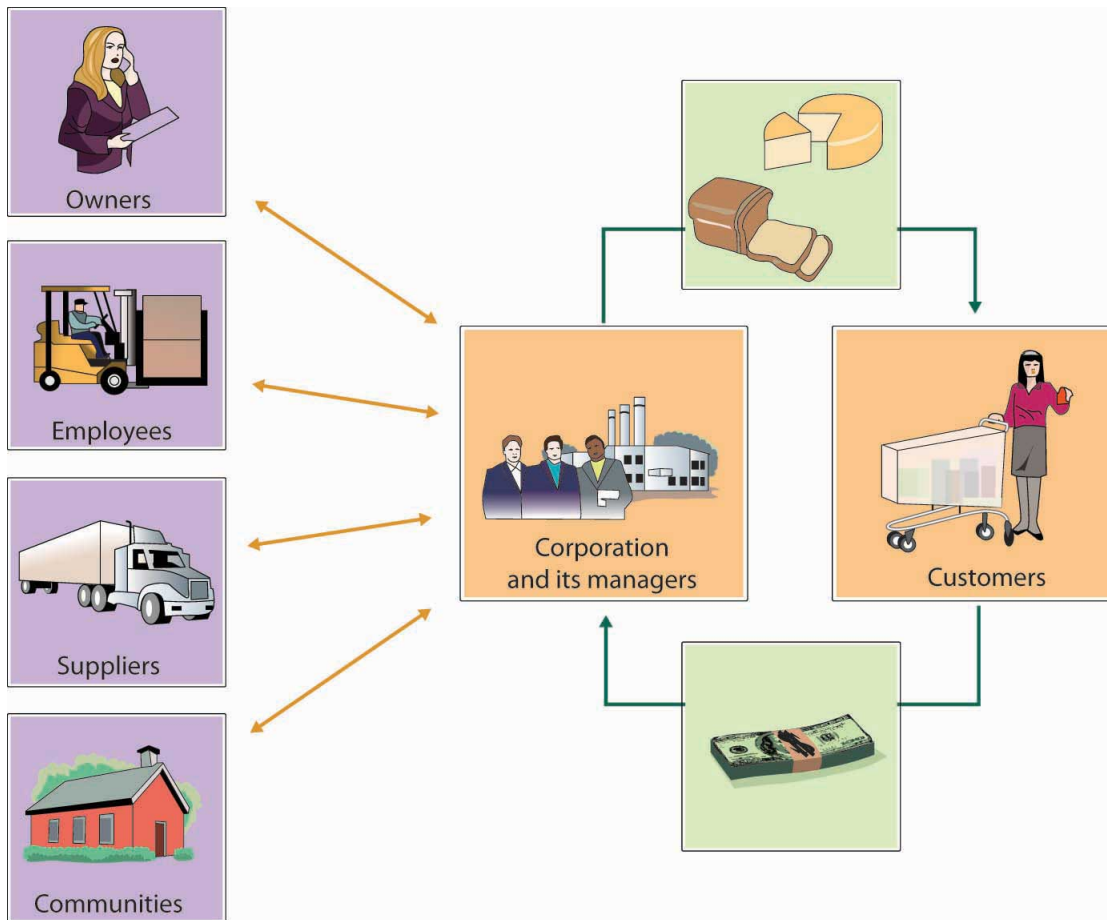 Owners
Employees
Suppliers
Communities
Corporation
and its managers
Customers